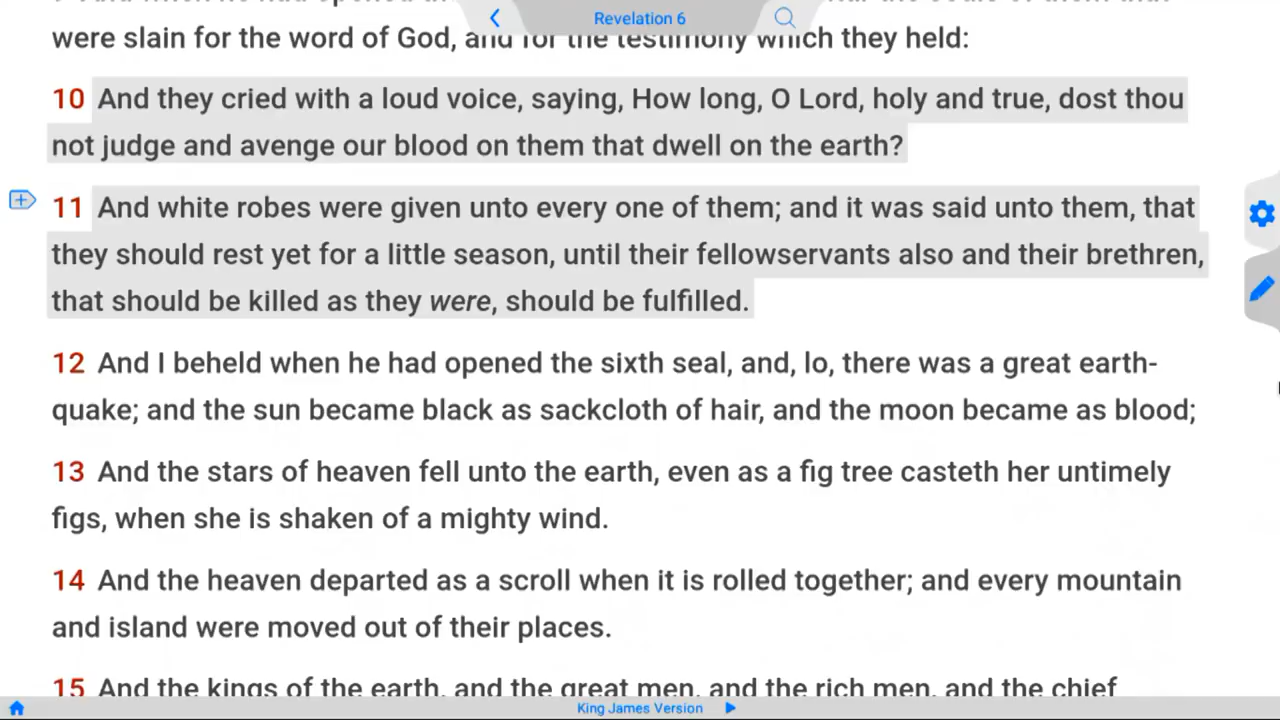 Revelation 6
were slain for the word of God, and for the testimony which they held:
10 And they cried with a loud voice, saying, How long, O Lord, holy and true, dost thou
not judge and avenge our blood on them that dwell on the earth?
11 And white robes were given unto every one of them; and it was said unto them, that
they should rest yet for a little season, until their fellowservants also and their brethren,
that should be killed as they were, should be fulfilled.
12 And I beheld when he had opened the sixth seal, and, lo, there was a great earth-
quake; and the sun became black as sackcloth of hair, and the moon became as blood;
13 And the stars of heaven fell unto the earth, even as a fig tree casteth her untimely
figs, when she is shaken of a mighty wind.
14 And the heaven departed as a scroll when it is rolled together; and every mountain
and island were moved out of their places.
15 And the kings of the earth, and the great men, and the rich men, and the chief
King James Version